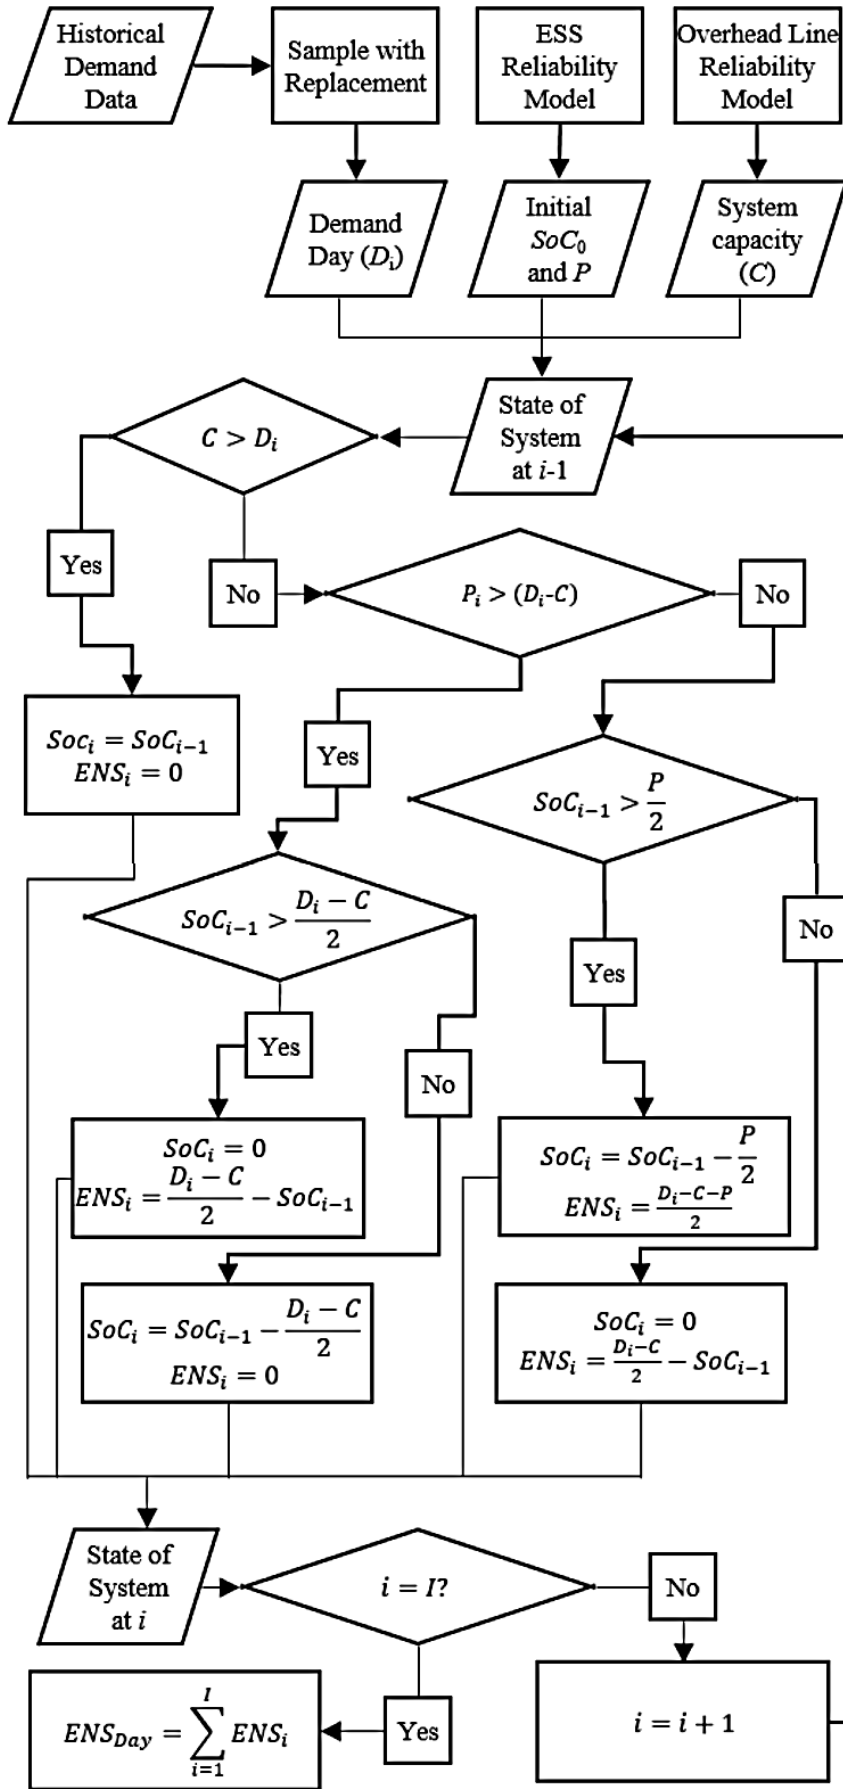 Historical
Demand
Data
Sample with
Replacement
ESS
Reliability
Model
Overhead Line
Reliability
Model
Demand
Day (Dᵢ)
Initial
SoC₀
and P
System
capacity
(C)
State of
System
at i-1
C > Dᵢ
Yes
No
Pᵢ > (Dᵢ-C)
No
Yes
Socᵢ = SoCᵢ₋₁
ENSᵢ = 0
SoCᵢ₋₁ > P/2
SoCᵢ₋₁ > (Dᵢ − C)/2
No
Yes
Yes
No
SoCᵢ = 0
ENSᵢ = (Dᵢ − C)/2 − SoCᵢ₋₁
SoCᵢ = SoCᵢ₋₁ − P/2
ENSᵢ = (Dᵢ−C−P)/2
SoCᵢ = SoCᵢ₋₁ − (Dᵢ − C)/2
ENSᵢ = 0
SoCᵢ = 0
ENSᵢ = (Dᵢ−C)/2 − SoCᵢ₋₁
State of
System
at i
i = I?
No
Yes
ENS_Day = ∑_{i=1}^{I} ENSᵢ
i = i + 1